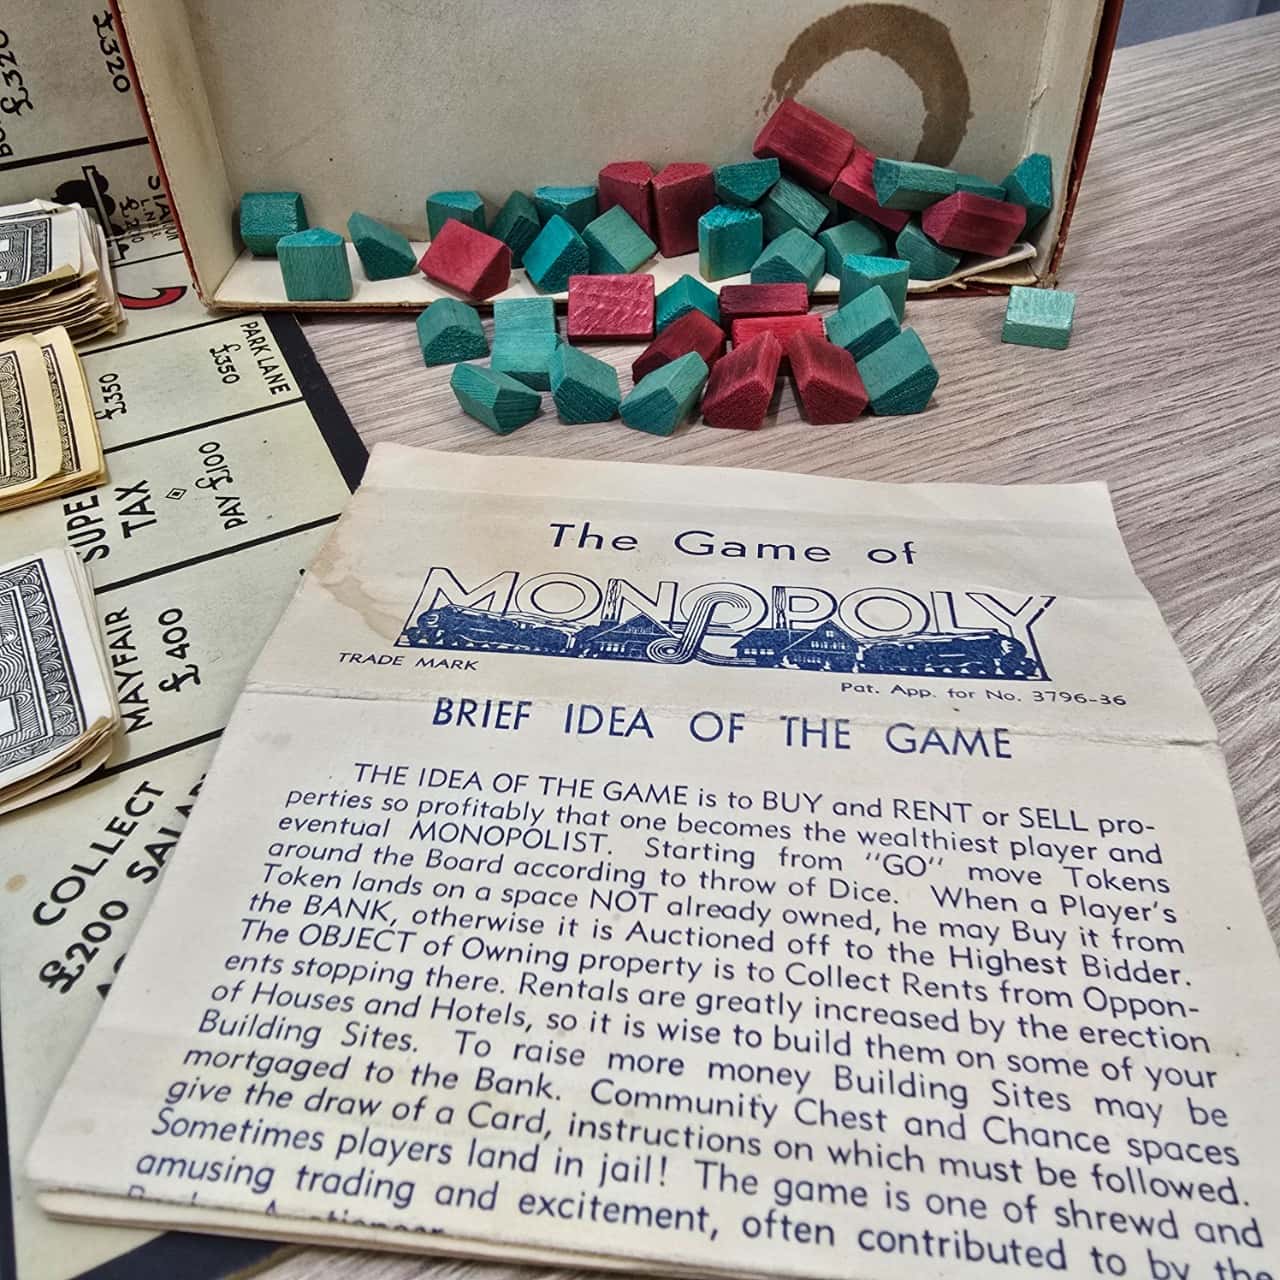 £320
£320
PARK LANE
£350
£350
SUPE
TAX
PAY £100
MAYFAIR
£400
COLLECT
£200 SALAR
The Game of
MONOPOLY
TRADE MARK
Pat. App. for No. 3796-36
BRIEF IDEA OF THE GAME
THE IDEA OF THE GAME is to BUY and RENT or SELL pro-
perties so profitably that one becomes the wealthiest player and
eventual MONOPOLIST. Starting from "GO" move Tokens
around the Board according to throw of Dice. When a Player's
Token lands on a space NOT already owned, he may Buy it from
the BANK, otherwise it is Auctioned off to the Highest Bidder.
The OBJECT of Owning property is to Collect Rents from Oppon-
ents stopping there. Rentals are greatly increased by the erection
of Houses and Hotels, so it is wise to build them on some of your
Building Sites. To raise more money Building Sites may be
mortgaged to the Bank. Community Chest and Chance spaces
give the draw of a Card, instructions on which must be followed.
Sometimes players land in jail! The game is one of shrewd and
amusing trading and excitement, often contributed to by the